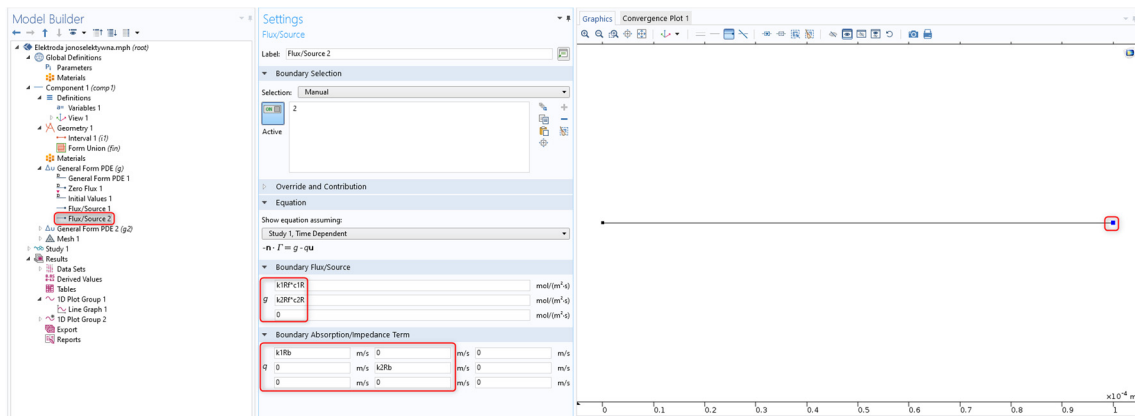 Model Builder
Elektroda jonoselektywna.mph (root)
Global Definitions
Pi Parameters
Materials
Component 1 (comp1)
Definitions
a= Variables 1
View 1
Geometry 1
Interval 1 (i1)
Form Union (fin)
Materials
Δu General Form PDE (g)
General Form PDE 1
Zero Flux 1
Initial Values 1
Flux/Source 1
Flux/Source 2
Δu General Form PDE 2 (g2)
Mesh 1
Study 1
Results
Data Sets
Derived Values
Tables
1D Plot Group 1
Line Graph 1
1D Plot Group 2
Export
Reports
Settings
Flux/Source
Label: Flux/Source 2
Boundary Selection
Selection: Manual
2
Active
Override and Contribution
Equation
Show equation assuming:
Study 1, Time Dependent
-n · Γ = g - qu
Boundary Flux/Source
k1Rf*c1R mol/(m²·s)
g k2Rf*c2R mol/(m²·s)
0 mol/(m²·s)
Boundary Absorption/Impedance Term
k1Rb m/s 0 m/s 0 m/s
q 0 m/s k2Rb m/s 0 m/s
0 m/s 0 m/s 0 m/s
Graphics Convergence Plot 1
×10⁻⁴ m
0 0.1 0.2 0.3 0.4 0.5 0.6 0.7 0.8 0.9 1